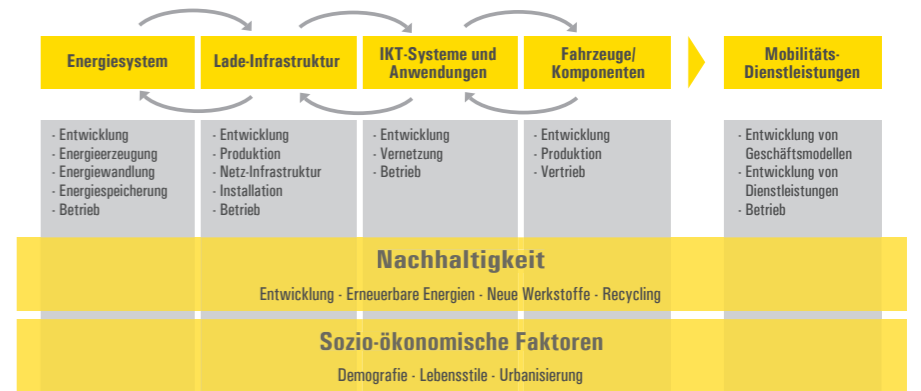 Energiesystem
Lade-Infrastruktur
IKT-Systeme und
Anwendungen
Fahrzeuge/
Komponenten
Mobilitäts-
Dienstleistungen
- Entwicklung
- Energieerzeugung
- Energiewandlung
- Energiespeicherung
- Betrieb
- Entwicklung
- Produktion
- Netz-Infrastruktur
- Installation
- Betrieb
- Entwicklung
- Vernetzung
- Betrieb
- Entwicklung
- Produktion
- Vertrieb
- Entwicklung von
Geschäftsmodellen
- Entwicklung von
Dienstleistungen
- Betrieb
Nachhaltigkeit
Entwicklung - Erneuerbare Energien - Neue Werkstoffe - Recycling
Sozio-ökonomische Faktoren
Demografie - Lebensstile - Urbanisierung